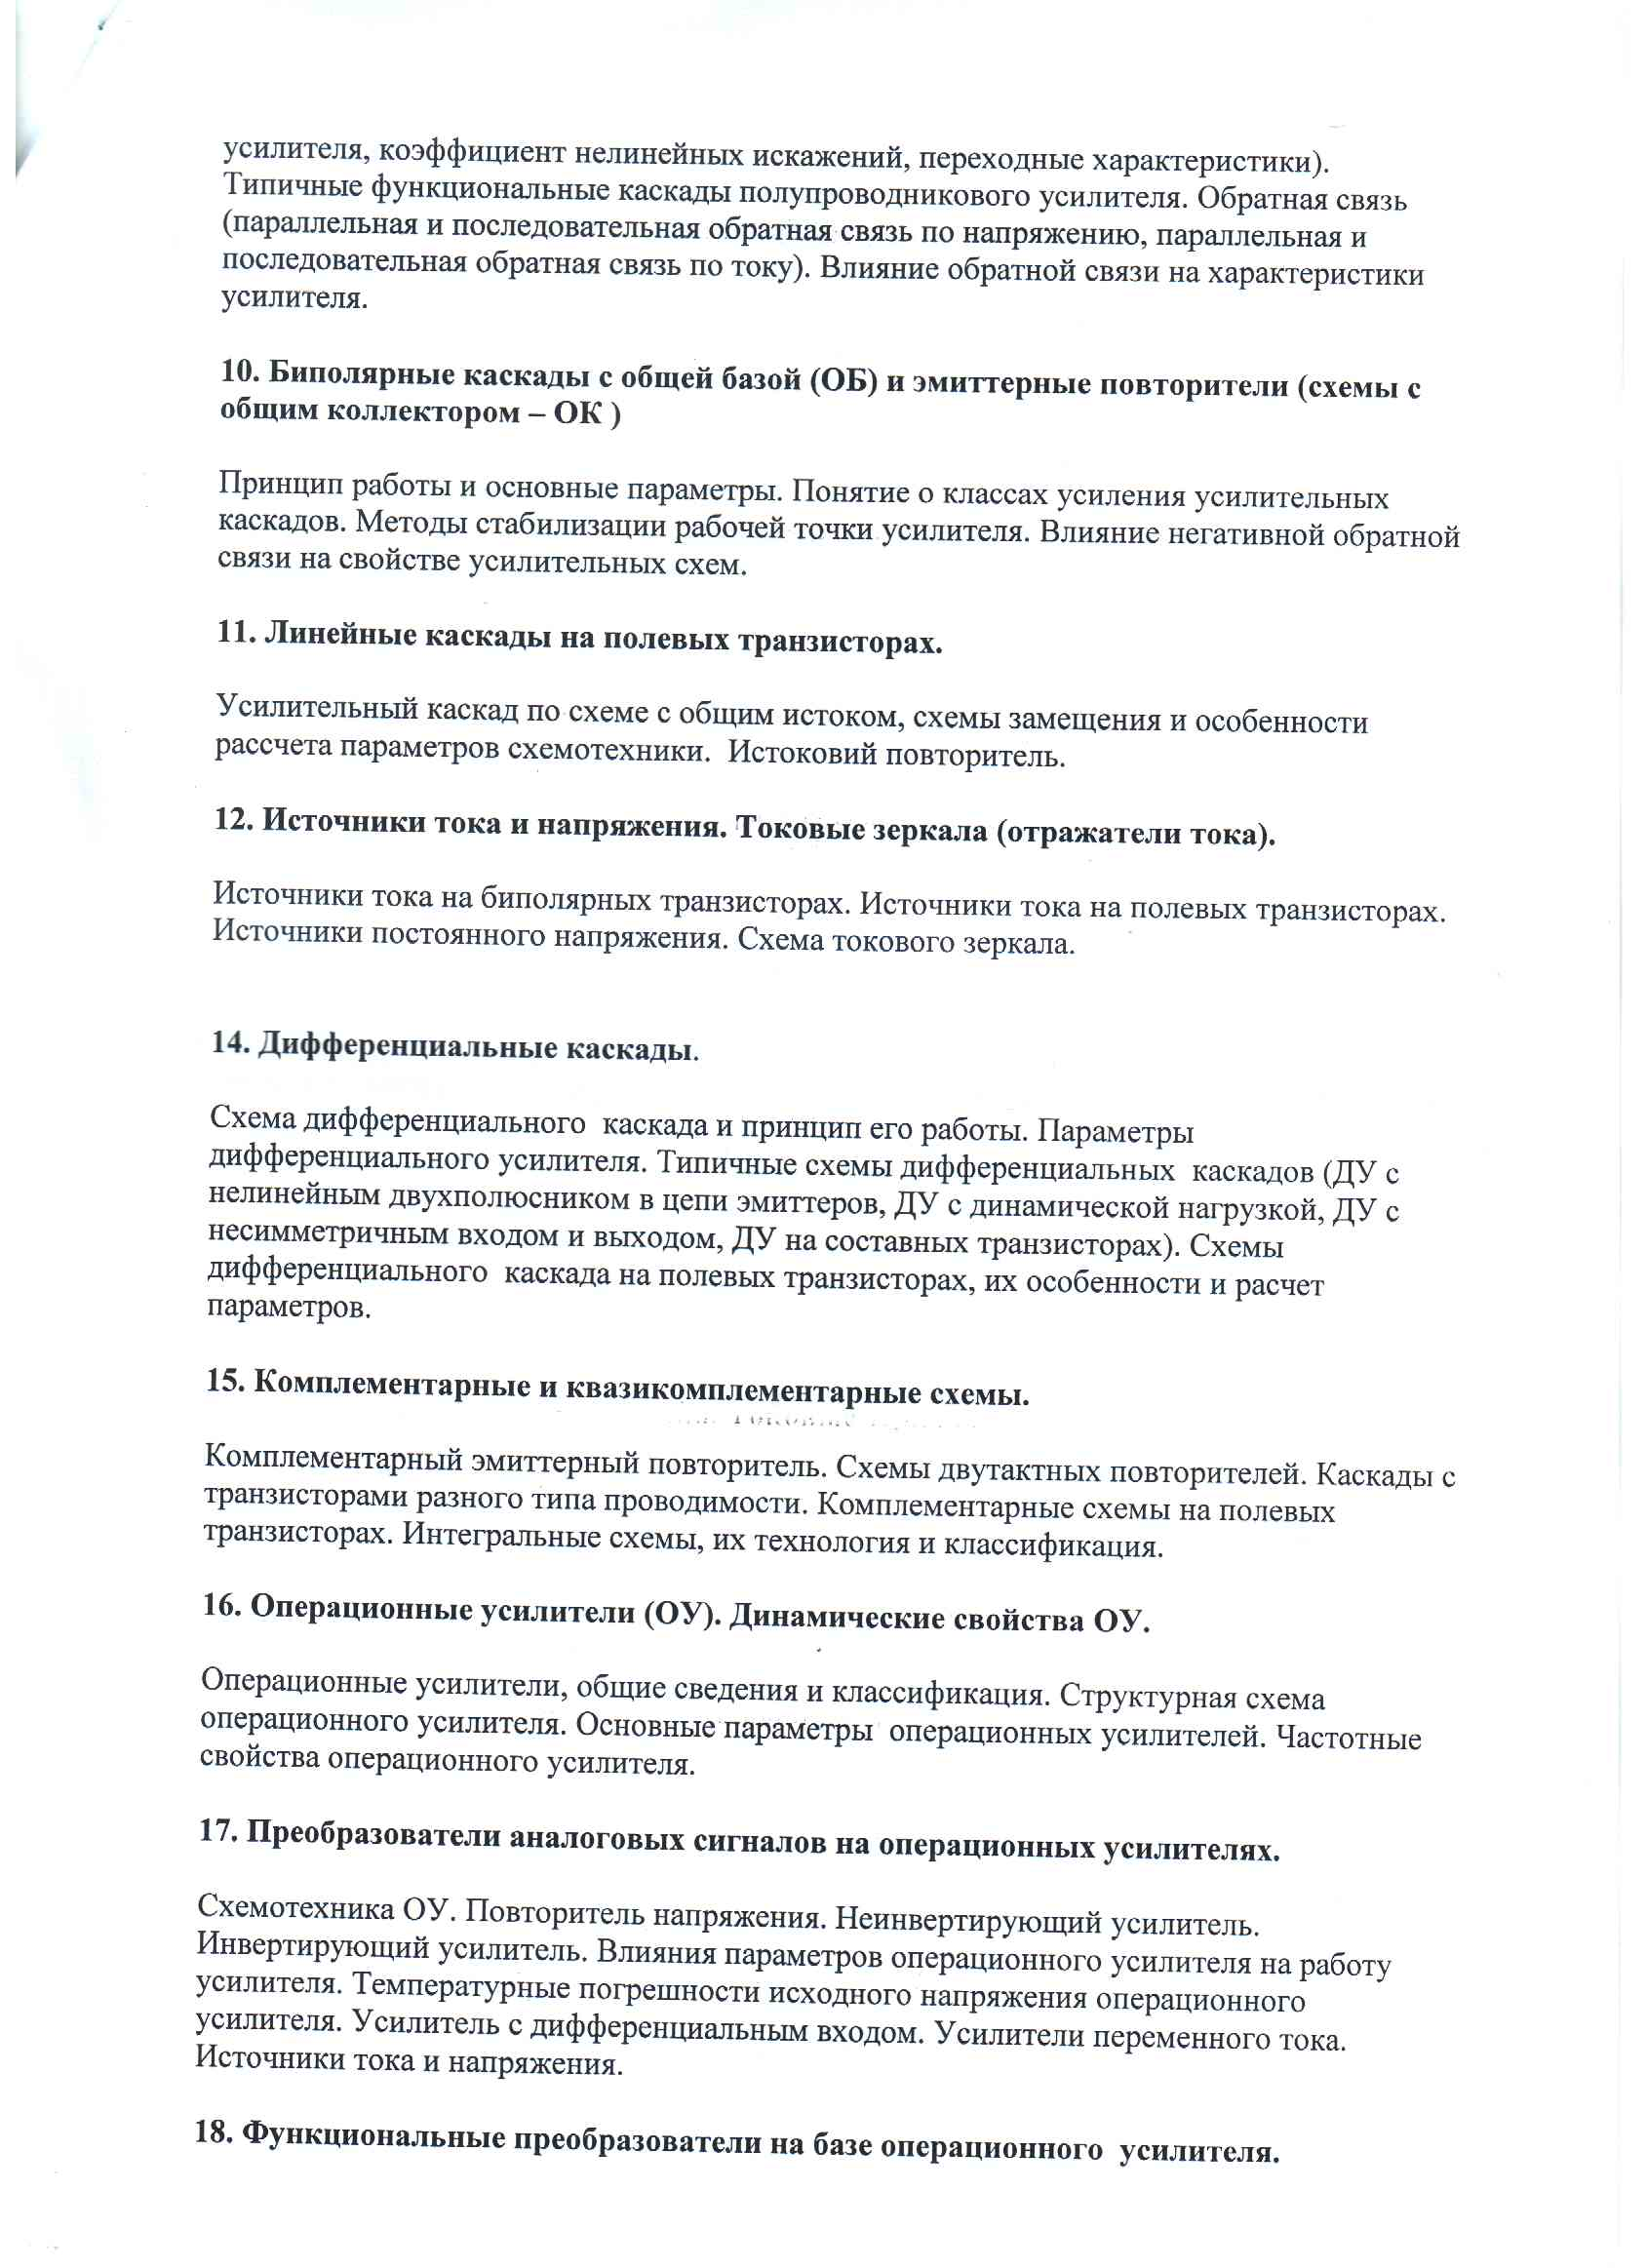 усилителя, коэффициент нелинейных искажений, переходные характеристики).
Типичные функциональные каскады полупроводникового усилителя. Обратная связь
(параллельная и последовательная обратная связь по напряжению, параллельная и
последовательная обратная связь по току). Влияние обратной связи на характеристики
усилителя.
10. Биполярные каскады с общей базой (ОБ) и эмиттерные повторители (схемы с
общим коллектором – ОК )
Принцип работы и основные параметры. Понятие о классах усиления усилительных
каскадов. Методы стабилизации рабочей точки усилителя. Влияние негативной обратной
связи на свойстве усилительных схем.
11. Линейные каскады на полевых транзисторах.
Усилительный каскад по схеме с общим истоком, схемы замещения и особенности
рассчета параметров схемотехники. Истоковий повторитель.
12. Источники тока и напряжения. Токовые зеркала (отражатели тока).
Источники тока на биполярных транзисторах. Источники тока на полевых транзисторах.
Источники постоянного напряжения. Схема токового зеркала.
14. Дифференциальные каскады.
Схема дифференциального каскада и принцип его работы. Параметры
дифференциального усилителя. Типичные схемы дифференциальных каскадов (ДУ с
нелинейным двухполюсником в цепи эмиттеров, ДУ с динамической нагрузкой, ДУ с
несимметричным входом и выходом, ДУ на составных транзисторах). Схемы
дифференциального каскада на полевых транзисторах, их особенности и расчет
параметров.
15. Комплементарные и квазикомплементарные схемы.
Комплементарный эмиттерный повторитель. Схемы двутактных повторителей. Каскады с
транзисторами разного типа проводимости. Комплементарные схемы на полевых
транзисторах. Интегральные схемы, их технология и классификация.
16. Операционные усилители (ОУ). Динамические свойства ОУ.
Операционные усилители, общие сведения и классификация. Структурная схема
операционного усилителя. Основные параметры операционных усилителей. Частотные
свойства операционного усилителя.
17. Преобразователи аналоговых сигналов на операционных усилителях.
Схемотехника ОУ. Повторитель напряжения. Неинвертирующий усилитель.
Инвертирующий усилитель. Влияния параметров операционного усилителя на работу
усилителя. Температурные погрешности исходного напряжения операционного
усилителя. Усилитель с дифференциальным входом. Усилители переменного тока.
Источники тока и напряжения.
18. Функциональные преобразователи на базе операционного усилителя.